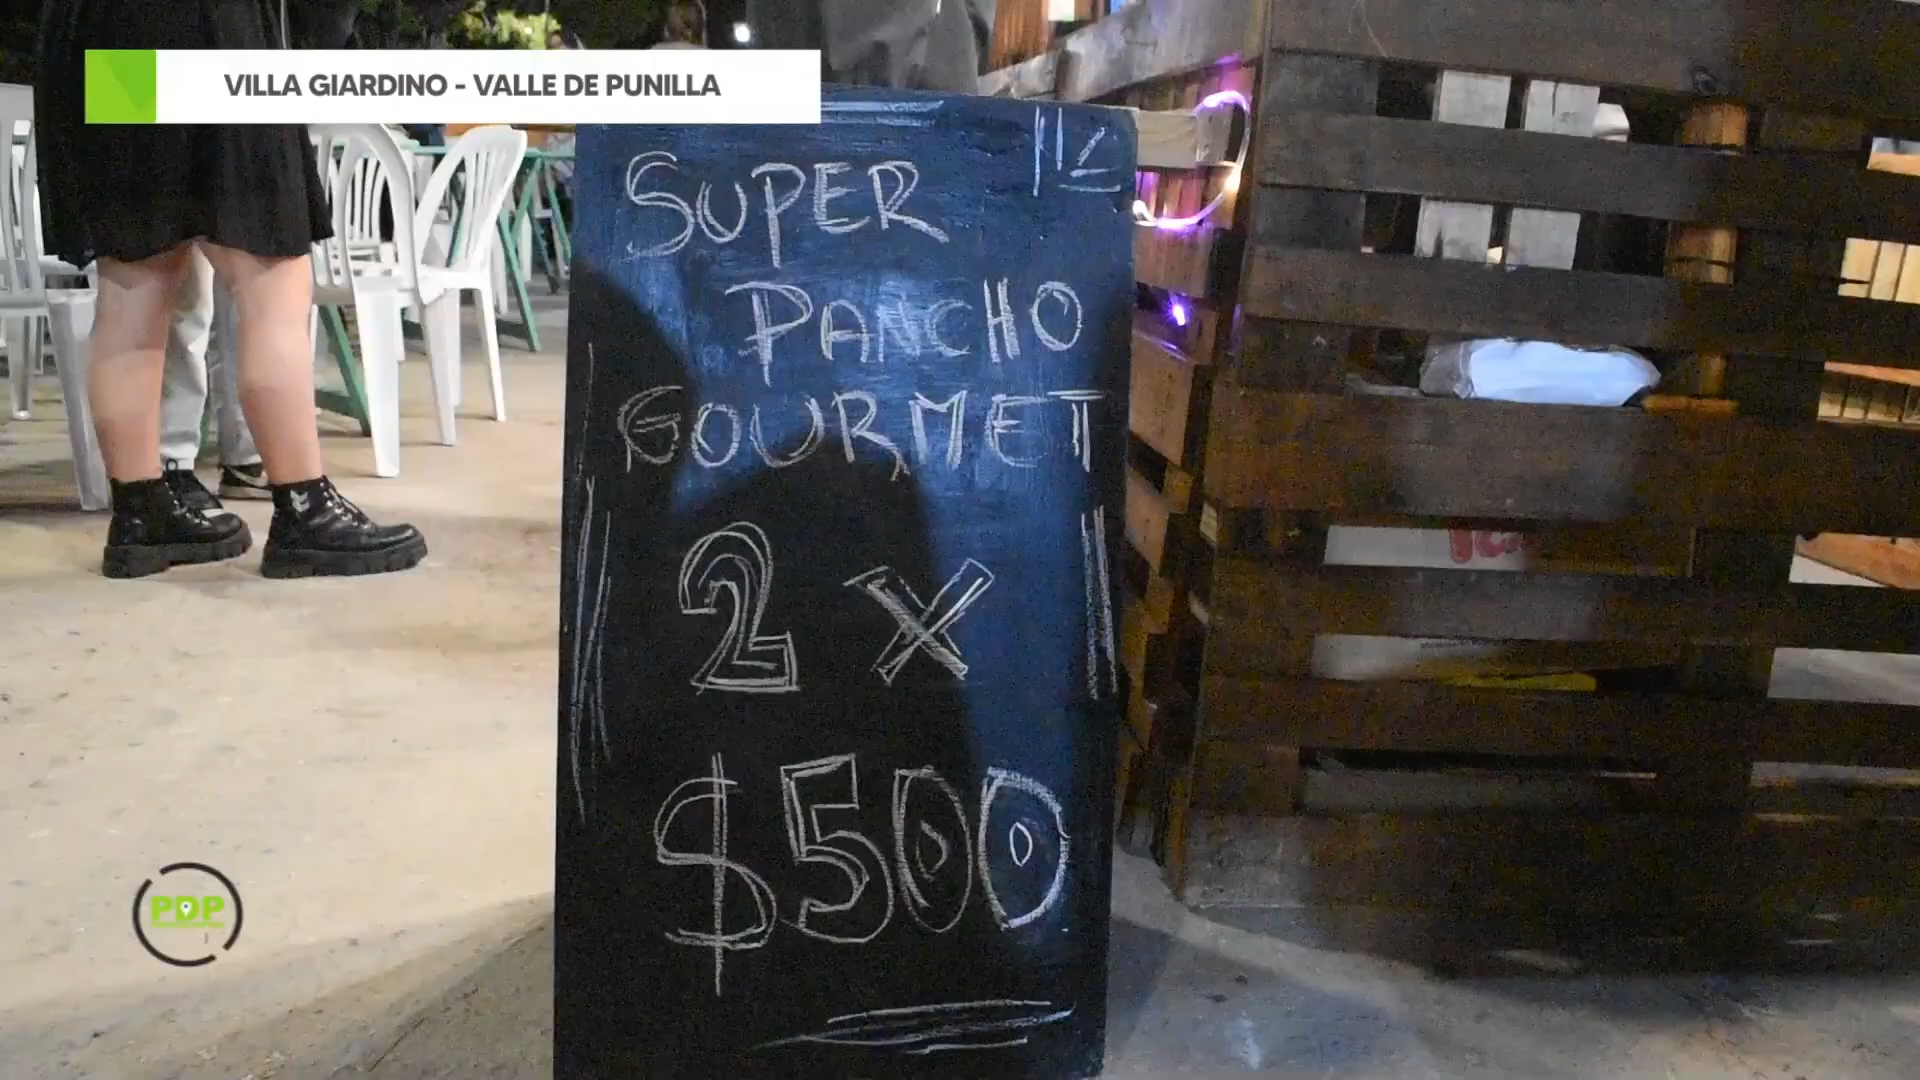 VILLA GIARDINO - VALLE DE PUNILLA
SUPER
PANCHO
GOURMET
2 X
$500
PDP